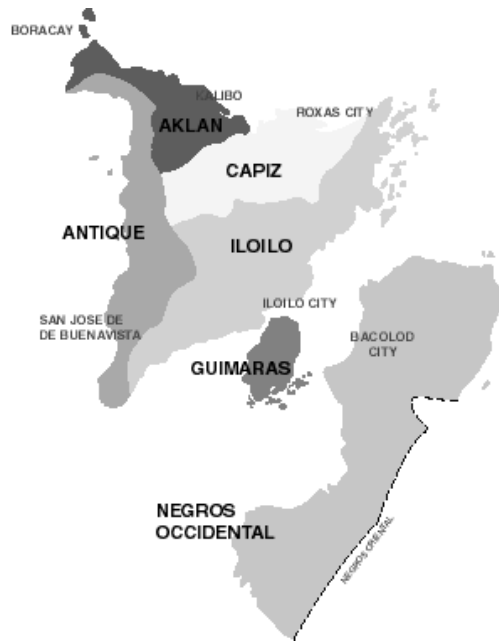 BORACAY
KALIBO
AKLAN
ROXAS CITY
CAPIZ
ANTIQUE
ILOILO
ILOILO CITY
SAN JOSE DE
DE BUENAVISTA
BACOLOD
CITY
GUIMARAS
NEGROS
OCCIDENTAL
NEGROS ORIENTAL